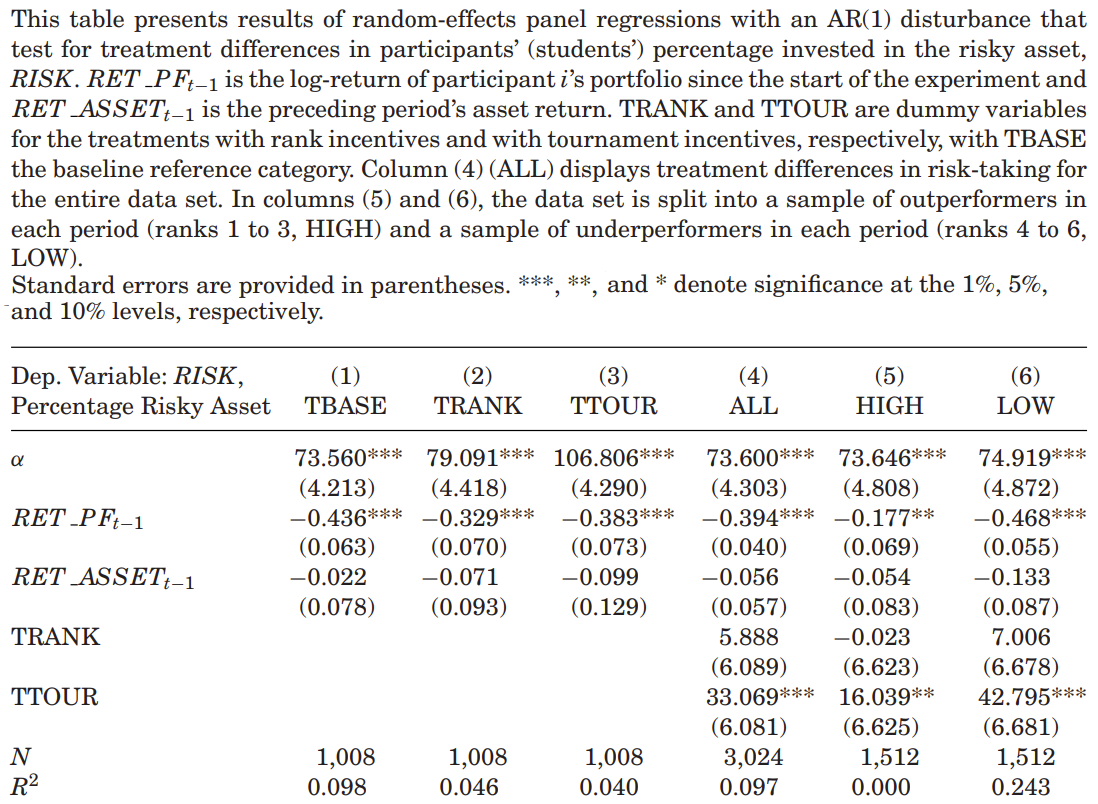 This table presents results of random-effects panel regressions with an AR(1) disturbance that
test for treatment differences in participants' (students') percentage invested in the risky asset,
RISK. RET_PFt−1 is the log-return of participant i's portfolio since the start of the experiment and
RET_ASSETt−1 is the preceding period's asset return. TRANK and TTOUR are dummy variables
for the treatments with rank incentives and with tournament incentives, respectively, with TBASE
the baseline reference category. Column (4) (ALL) displays treatment differences in risk-taking for
the entire data set. In columns (5) and (6), the data set is split into a sample of outperformers in
each period (ranks 1 to 3, HIGH) and a sample of underperformers in each period (ranks 4 to 6,
LOW).
Standard errors are provided in parentheses. ***, **, and * denote significance at the 1%, 5%,
and 10% levels, respectively.
Dep. Variable: RISK, (1) (2) (3) (4) (5) (6)
Percentage Risky Asset TBASE TRANK TTOUR ALL HIGH LOW
α 73.560*** 79.091*** 106.806*** 73.600*** 73.646*** 74.919***
(4.213) (4.418) (4.290) (4.303) (4.808) (4.872)
RET_PFt−1 −0.436*** −0.329*** −0.383*** −0.394*** −0.177** −0.468***
(0.063) (0.070) (0.073) (0.040) (0.069) (0.055)
RET_ASSETt−1 −0.022 −0.071 −0.099 −0.056 −0.054 −0.133
(0.078) (0.093) (0.129) (0.057) (0.083) (0.087)
TRANK 5.888 −0.023 7.006
(6.089) (6.623) (6.678)
TTOUR 33.069*** 16.039** 42.795***
(6.081) (6.625) (6.681)
N 1,008 1,008 1,008 3,024 1,512 1,512
R² 0.098 0.046 0.040 0.097 0.000 0.243